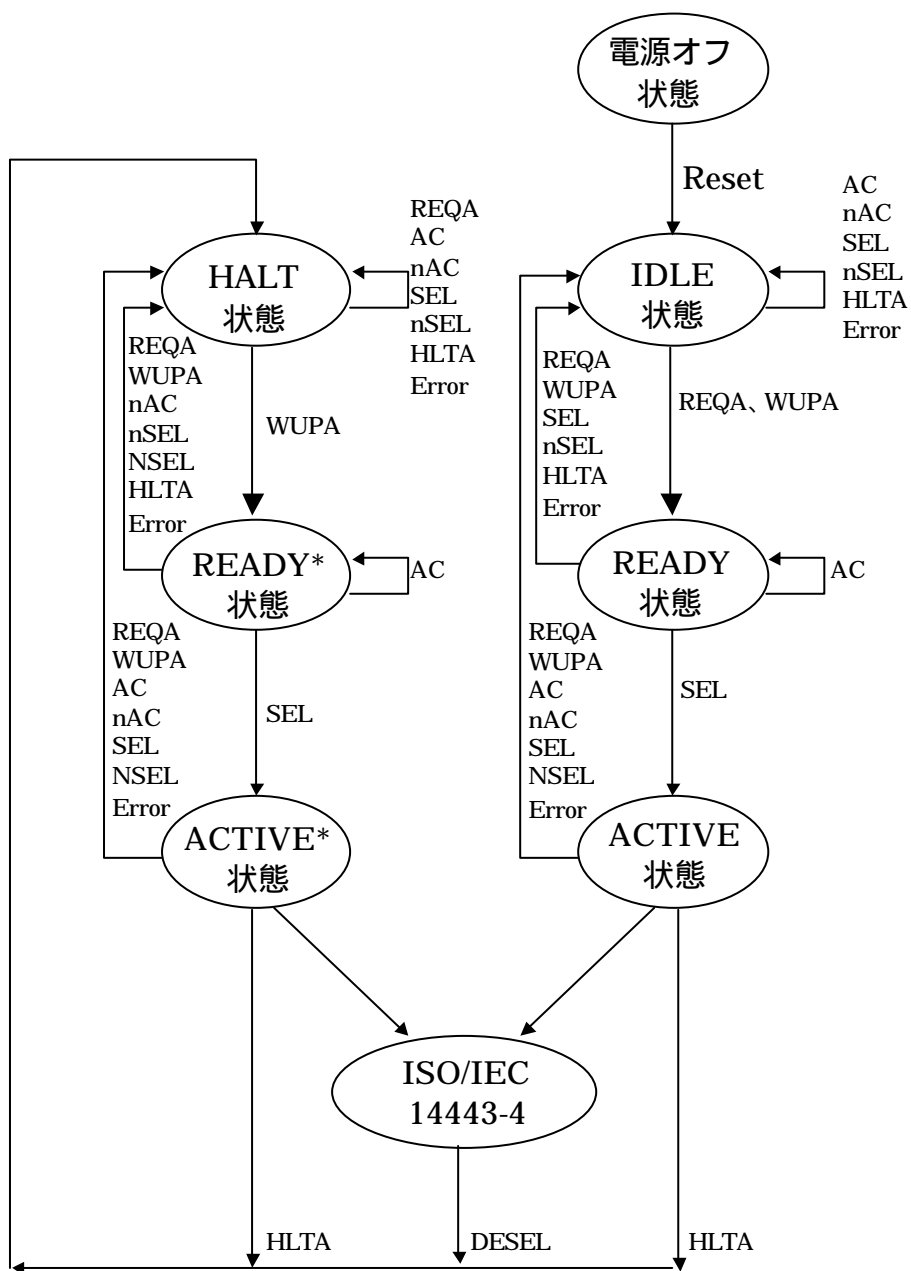 電源オフ
状態
Reset
AC
nAC
SEL
nSEL
HLTA
Error
REQA
AC
nAC
SEL
nSEL
HLTA
Error
HALT
状態
IDLE
状態
REQA
WUPA
nAC
nSEL
NSEL
HLTA
Error
WUPA
REQA
WUPA
SEL
nSEL
HLTA
Error
REQA、WUPA
READY*
状態
AC
READY
状態
AC
REQA
WUPA
AC
nAC
SEL
NSEL
Error
SEL
REQA
WUPA
AC
nAC
SEL
NSEL
Error
SEL
ACTIVE*
状態
ACTIVE
状態
ISO/IEC
14443-4
HLTA
DESEL
HLTA